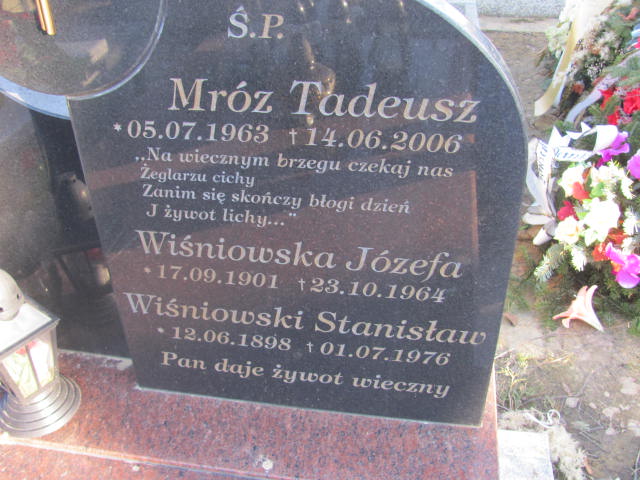 Ś.P.
Mróz Tadeusz
*05.07.1963 †14.06.2006
„Na wiecznym brzegu czekaj nas
Żeglarzu cichy
Zanim się skończy błogi dzień
J żywot lichy..."
Wiśniowska Józefa
*17.09.1901 †23.10.1964
Wiśniowski Stanisław
*12.06.1898 †01.07.1976
Pan daje żywot wieczny